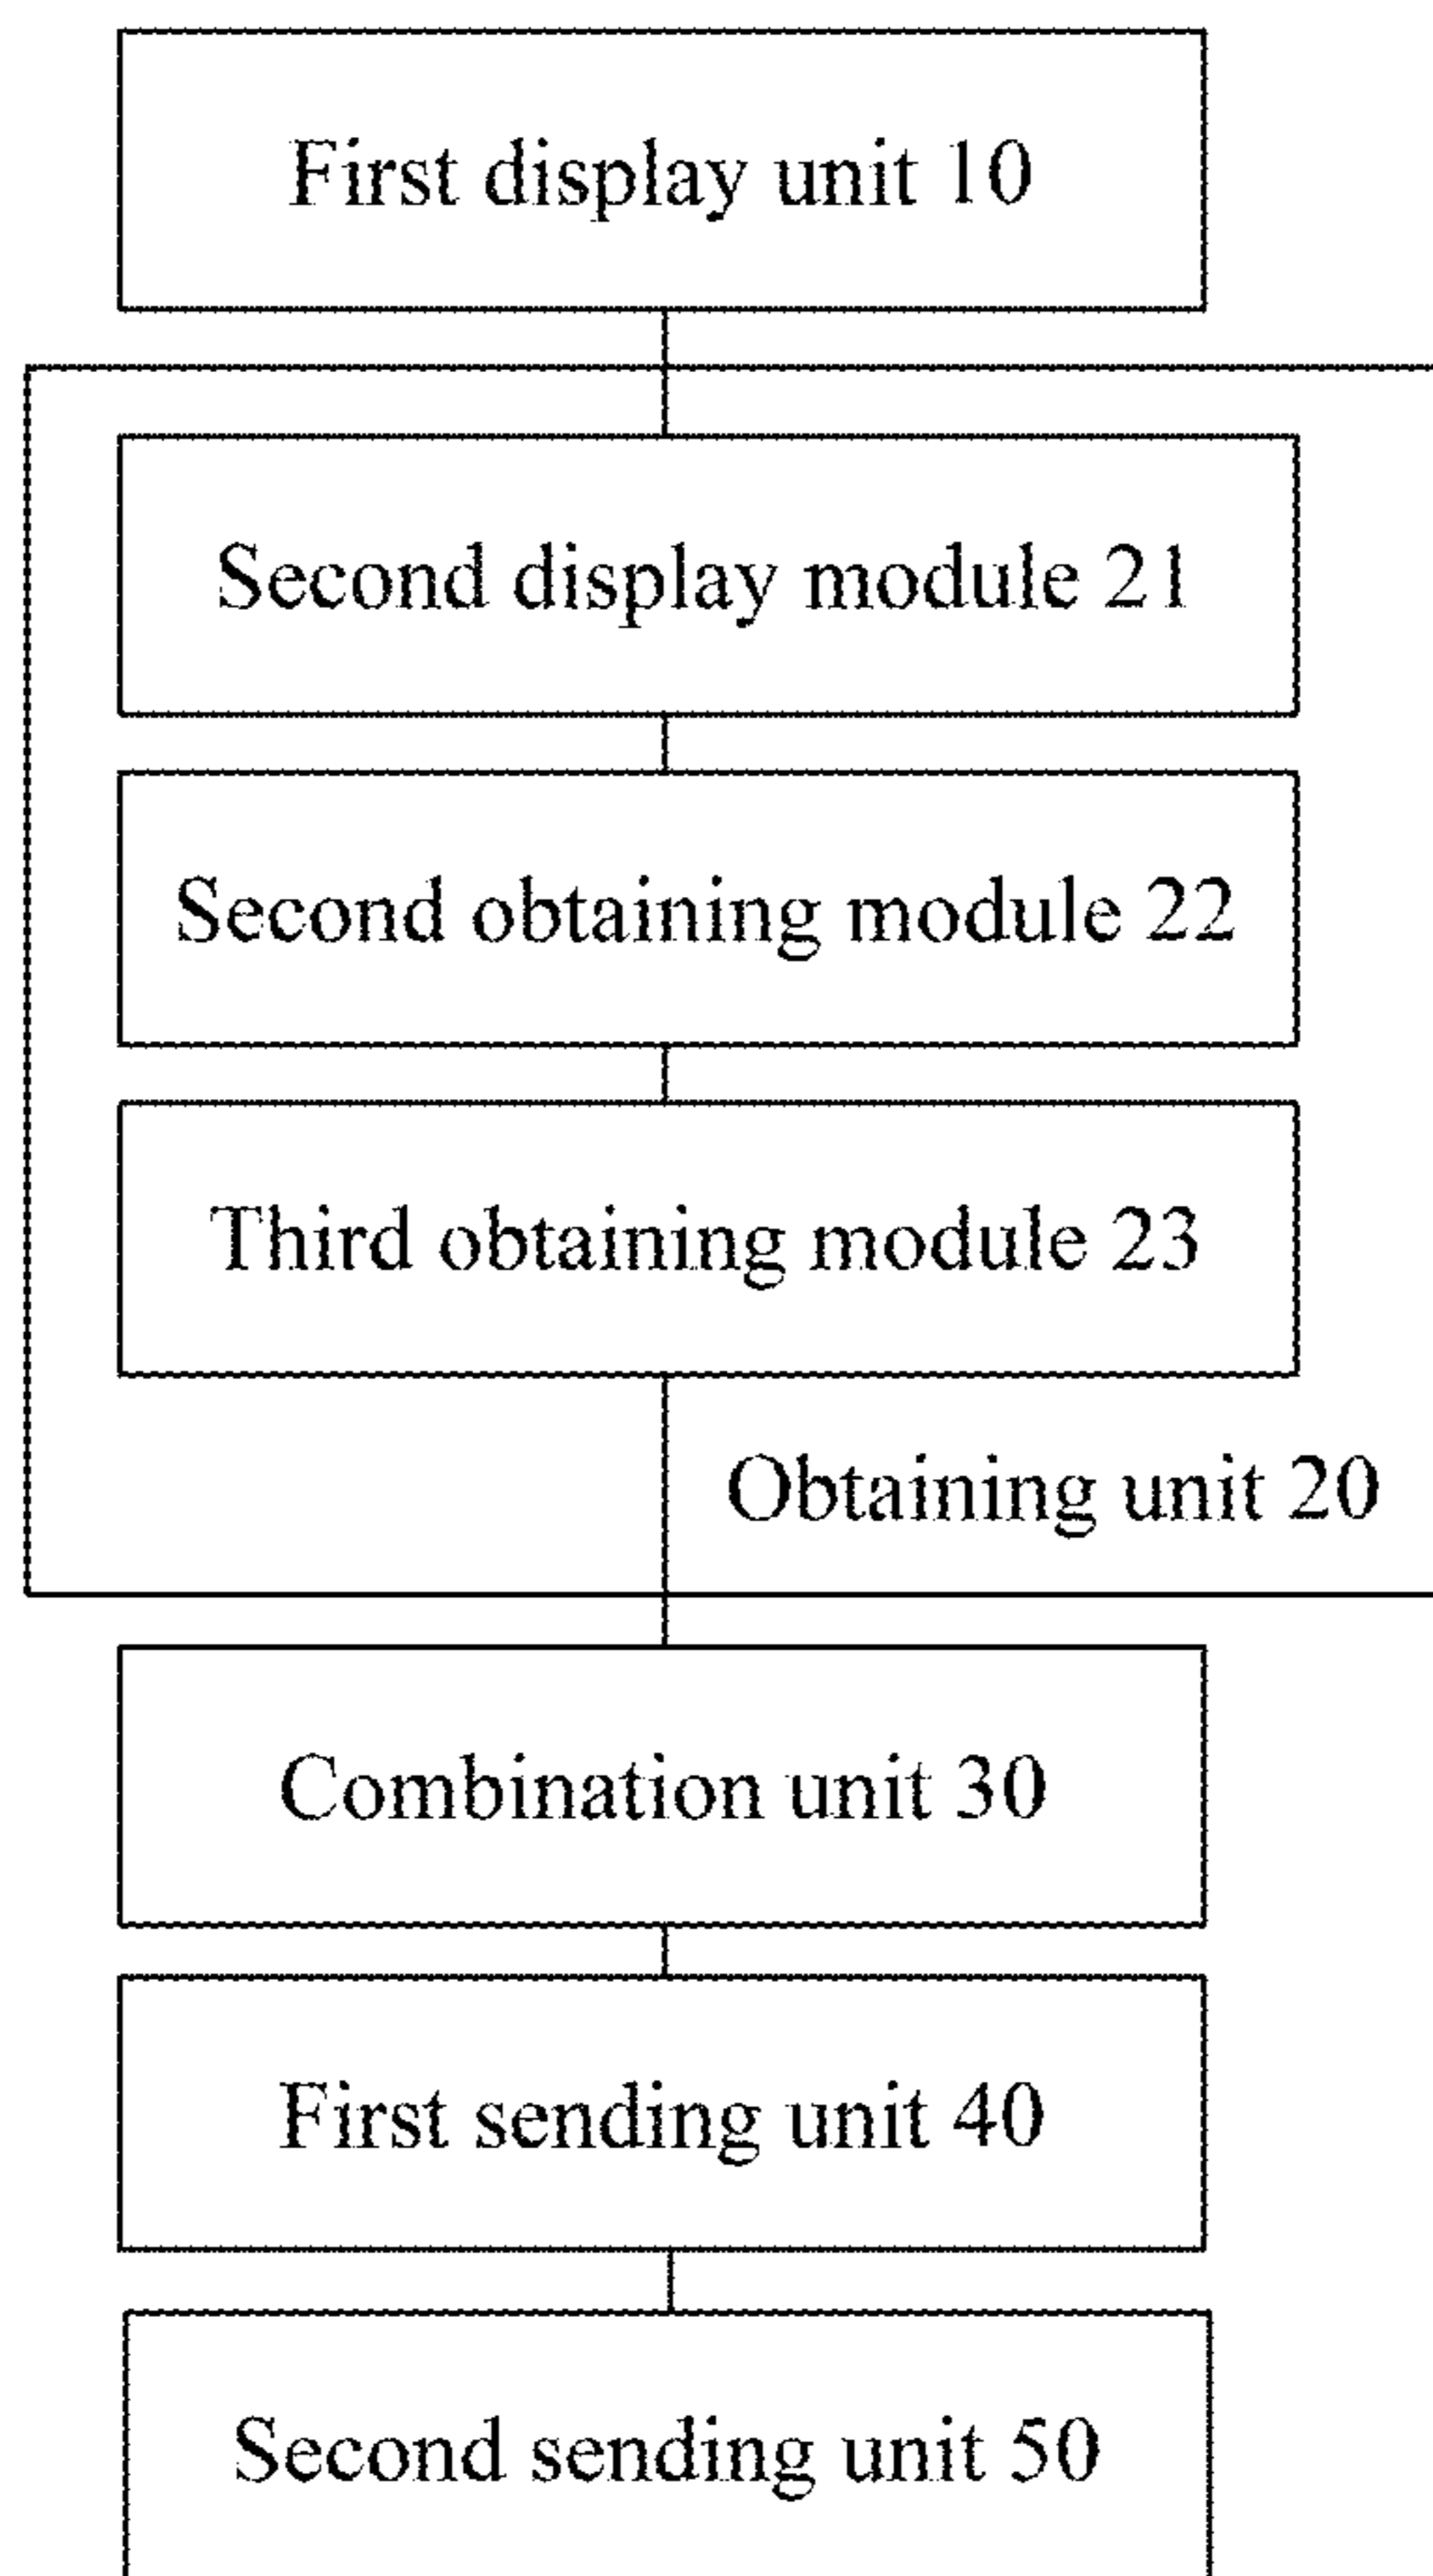 First display unit 10
Second display module 21
Second obtaining module 22
Third obtaining module 23
Obtaining unit 20
Combination unit 30
First sending unit 40
Second sending unit 50